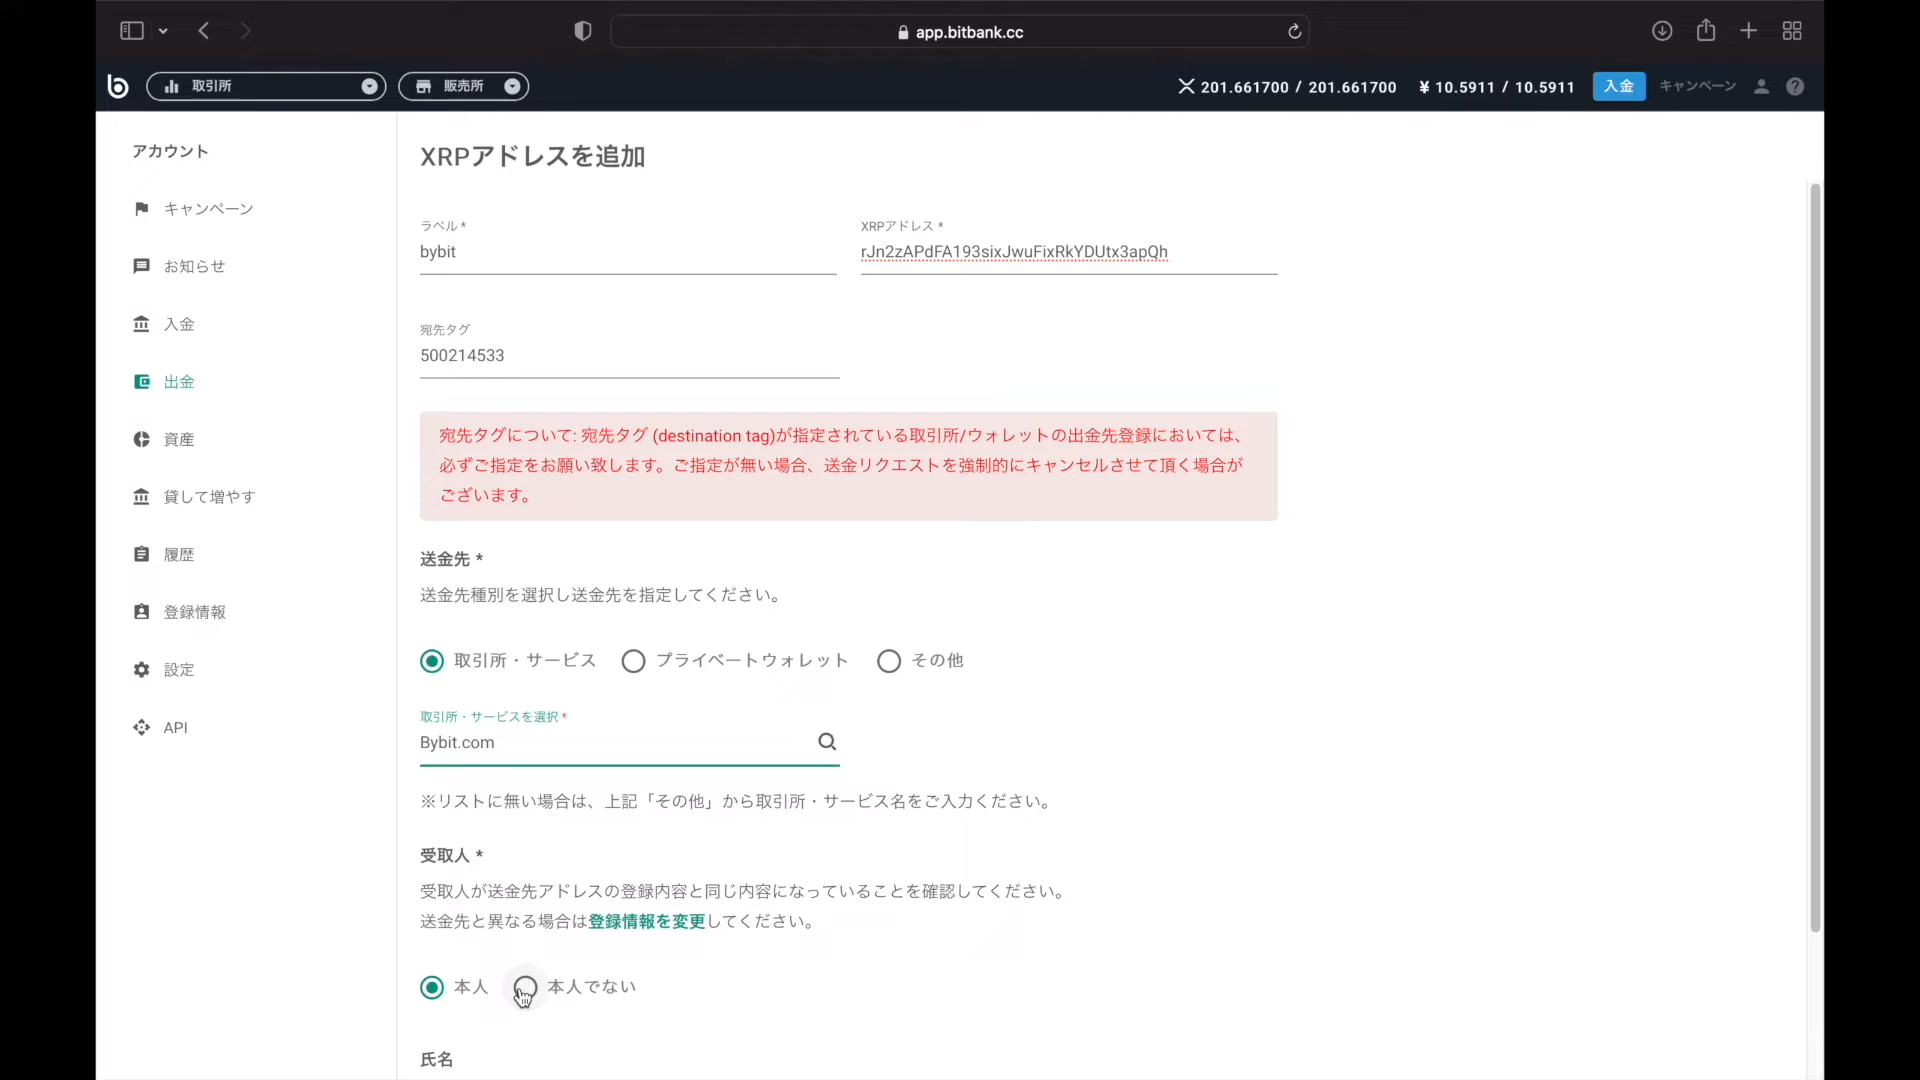 app.bitbank.cc
取引所
販売所
201.661700 / 201.661700
¥ 10.5911 / 10.5911
入金
キャンペーン
アカウント
キャンペーン
お知らせ
入金
出金
資産
貸して増やす
履歴
登録情報
設定
API
XRPアドレスを追加
ラベル *
bybit
XRPアドレス *
rJn2zAPdFA193sixJwuFixRkYDUtx3apQh
宛先タグ
500214533
宛先タグについて: 宛先タグ (destination tag)が指定されている取引所/ウォレットの出金先登録においては、
必ずご指定をお願い致します。ご指定が無い場合、送金リクエストを強制的にキャンセルさせて頂く場合が
ございます。
送金先 *
送金先種別を選択し送金先を指定してください。
取引所・サービス
プライベートウォレット
その他
取引所・サービスを選択 *
Bybit.com
※リストに無い場合は、上記「その他」から取引所・サービス名をご入力ください。
受取人 *
受取人が送金先アドレスの登録内容と同じ内容になっていることを確認してください。
送金先と異なる場合は登録情報を変更してください。
本人
本人でない
氏名